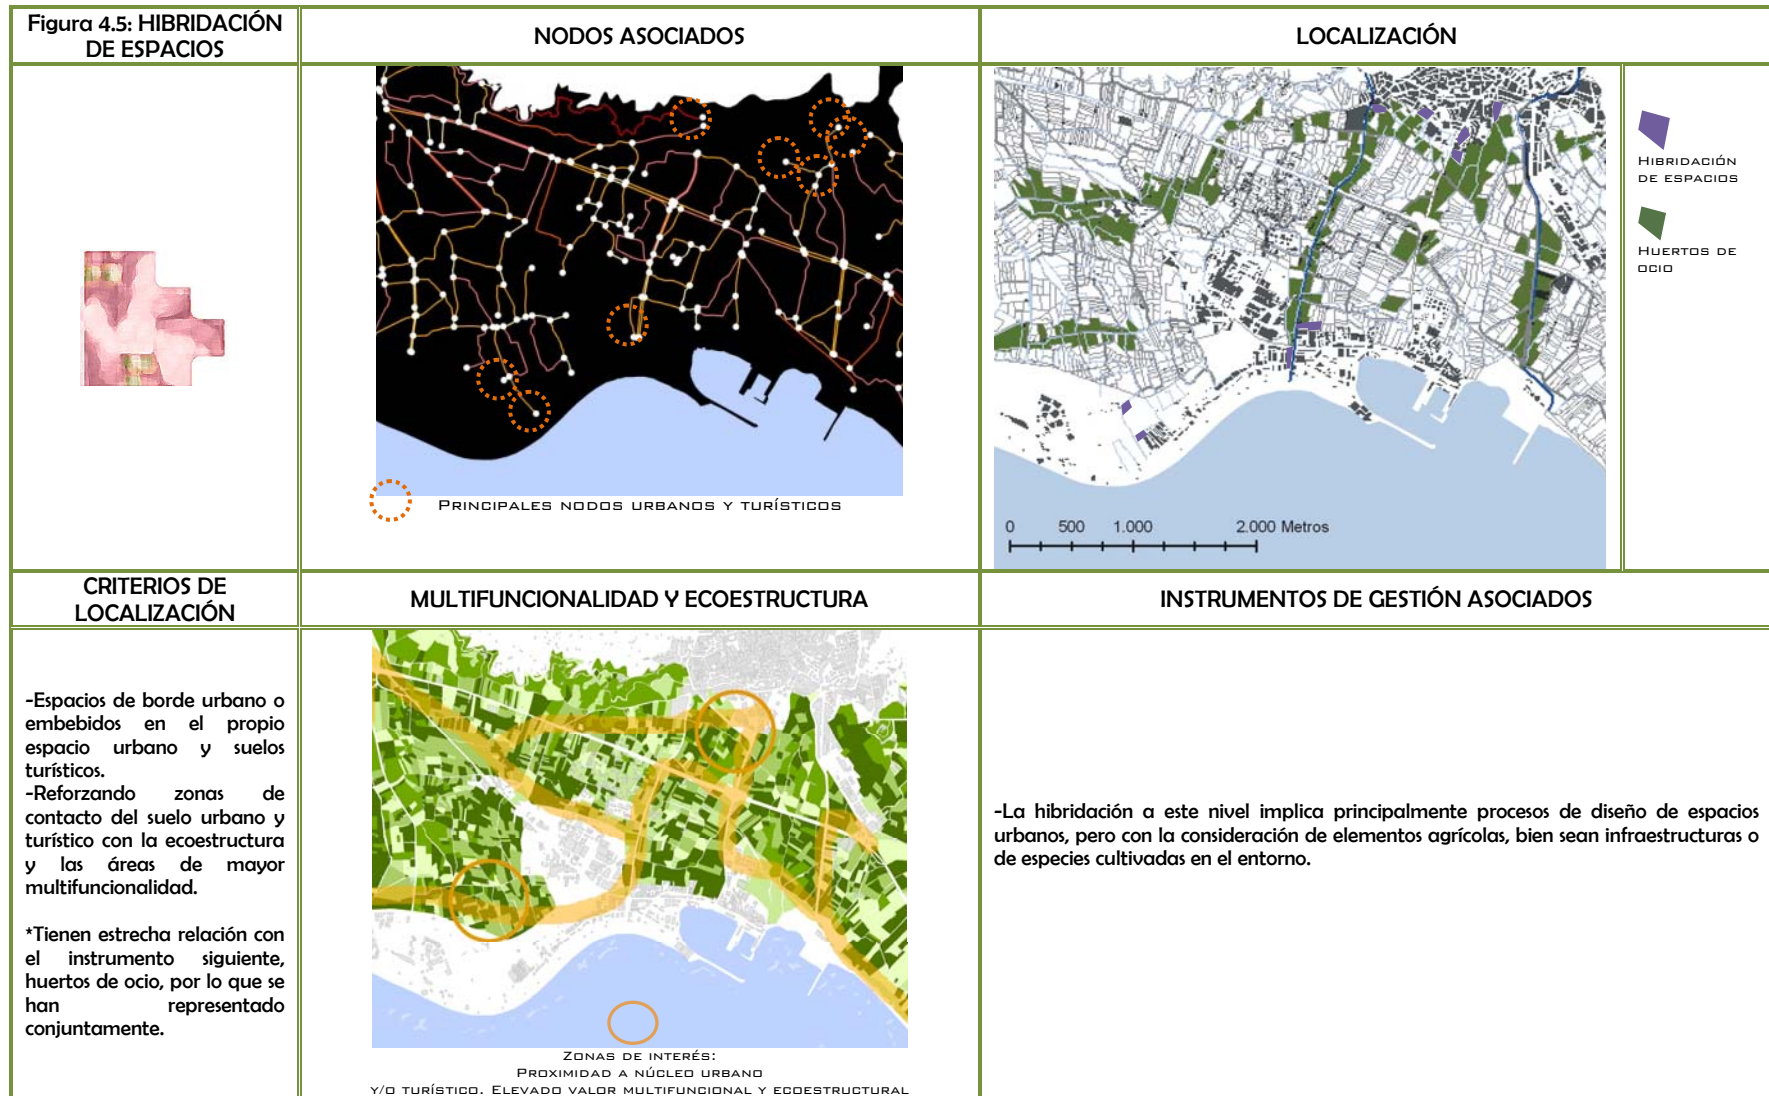 Figura 4.5: HIBRIDACIÓN
DE ESPACIOS
NODOS ASOCIADOS
LOCALIZACIÓN
PRINCIPALES NODOS URBANOS Y TURÍSTICOS
0 500 1.000 2.000 Metros
HIBRIDACIÓN
DE ESPACIOS
HUERTOS DE
OCIO
CRITERIOS DE
LOCALIZACIÓN
MULTIFUNCIONALIDAD Y ECOESTRUCTURA
INSTRUMENTOS DE GESTIÓN ASOCIADOS
-Espacios de borde urbano o
embebidos en el propio
espacio urbano y suelos
turísticos.
-Reforzando zonas de
contacto del suelo urbano y
turístico con la ecoestructura
y las áreas de mayor
multifuncionalidad.
*Tienen estrecha relación con
el instrumento siguiente,
huertos de ocio, por lo que se
han representado
conjuntamente.
ZONAS DE INTERÉS:
PROXIMIDAD A NÚCLEO URBANO
Y/O TURÍSTICO. ELEVADO VALOR MULTIFUNCIONAL Y ECOESTRUCTURAL
-La hibridación a este nivel implica principalmente procesos de diseño de espacios
urbanos, pero con la consideración de elementos agrícolas, bien sean infraestructuras o
de especies cultivadas en el entorno.